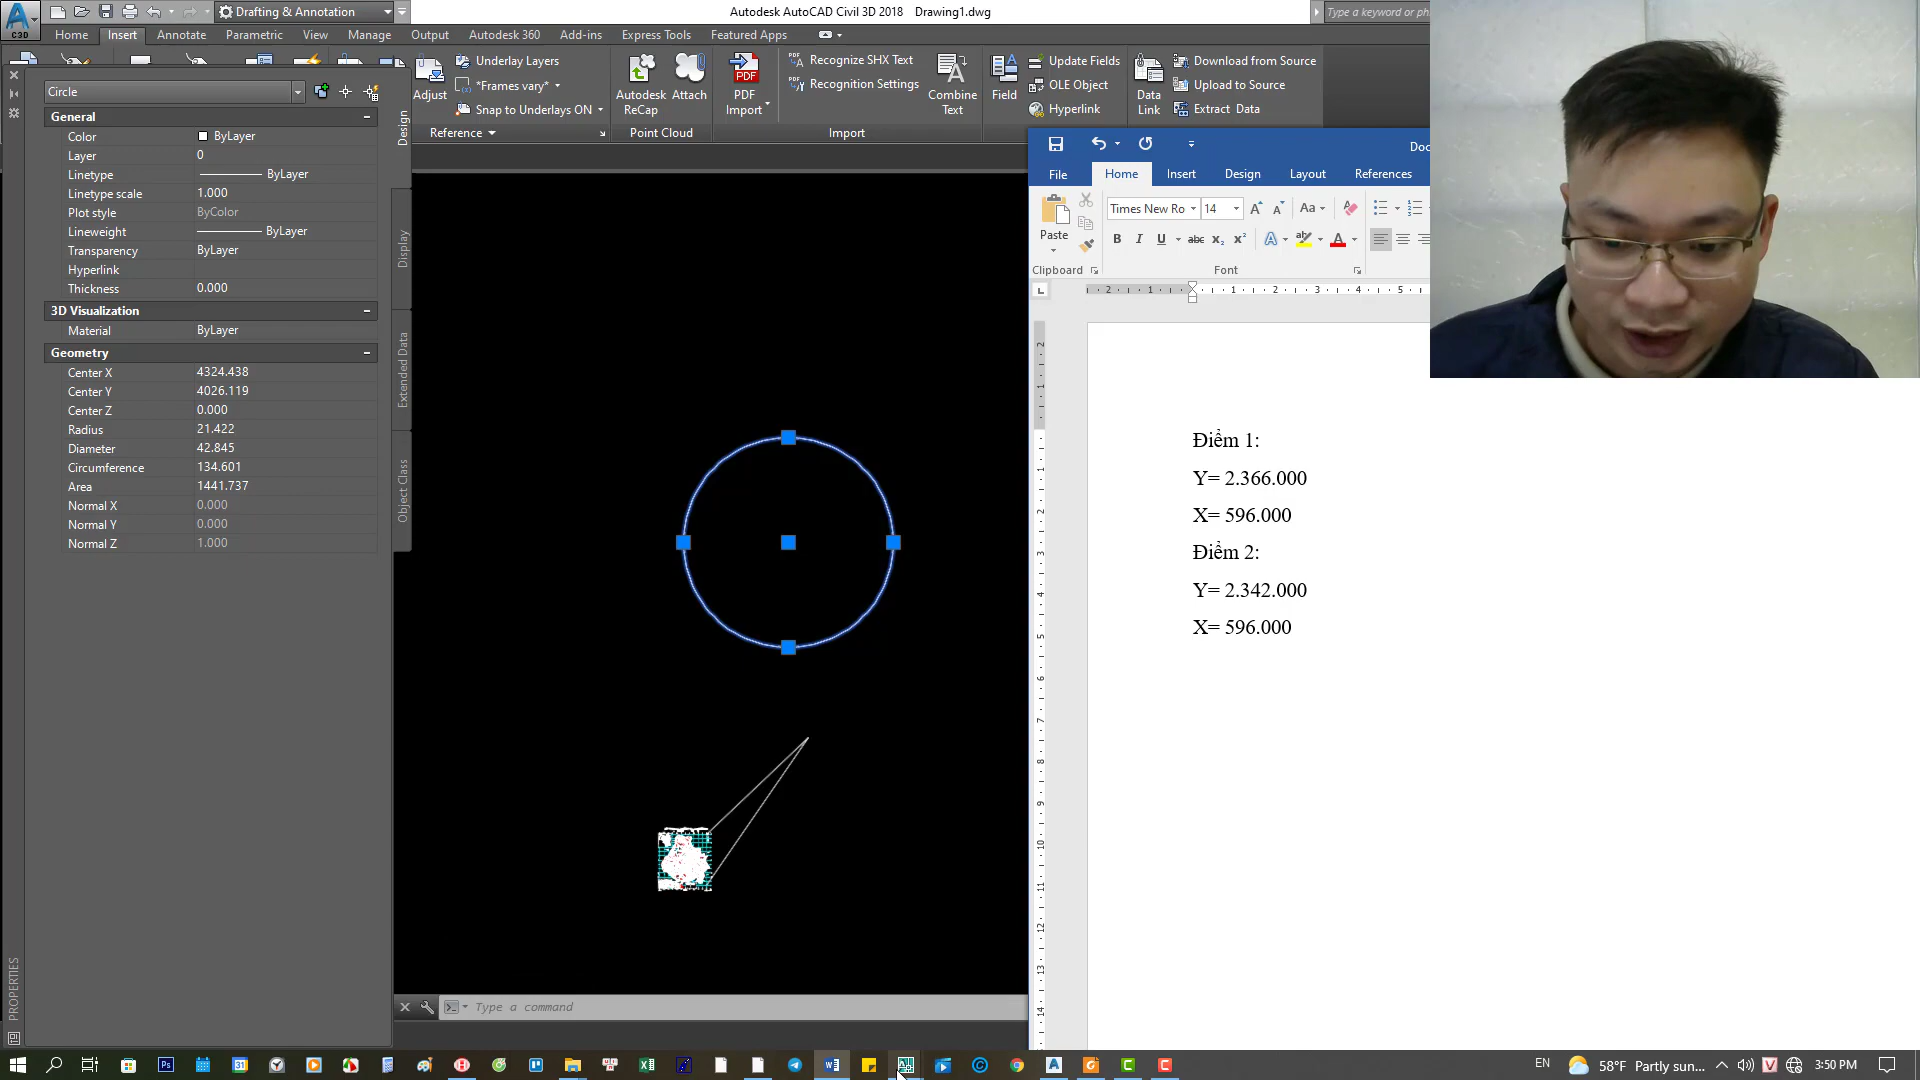 Drafting & Annotation
Autodesk AutoCAD Civil 3D 2018 Drawing1.dwg
Type a keyword or phr
C3D
Home Insert Annotate Parametric View Manage Output Autodesk 360 Add-ins Express Tools Featured Apps
Adjust
Underlay Layers
*Frames vary*
Snap to Underlays ON
Reference
Autodesk ReCap
Attach
Point Cloud
PDF Import
Recognize SHX Text
Recognition Settings
Combine Text
Import
Field
Update Fields
OLE Object
Hyperlink
Data Link
Download from Source
Upload to Source
Extract Data
Circle
General
Color ByLayer
Layer 0
Linetype ByLayer
Linetype scale 1.000
Plot style ByColor
Lineweight ByLayer
Transparency ByLayer
Hyperlink
Thickness 0.000
3D Visualization
Material ByLayer
Geometry
Center X 4324.438
Center Y 4026.119
Center Z 0.000
Radius 21.422
Diameter 42.845
Circumference 134.601
Area 1441.737
Normal X 0.000
Normal Y 0.000
Normal Z 1.000
Design
Display
Extended Data
Object Class
PROPERTIES
Type a command
Doc
File Home Insert Design Layout References
Paste
Clipboard
Times New Ro 14
Font
Điểm 1:
Y= 2.366.000
X= 596.000
Điểm 2:
Y= 2.342.000
X= 596.000
EN
58°F Partly sun...
3:50 PM